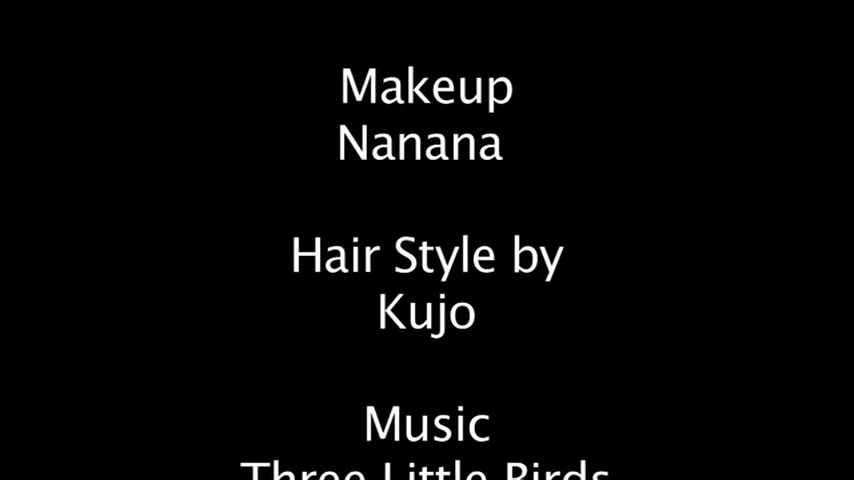 Makeup
Nanana
Hair Style by
Kujo
Music
Three Little Birds